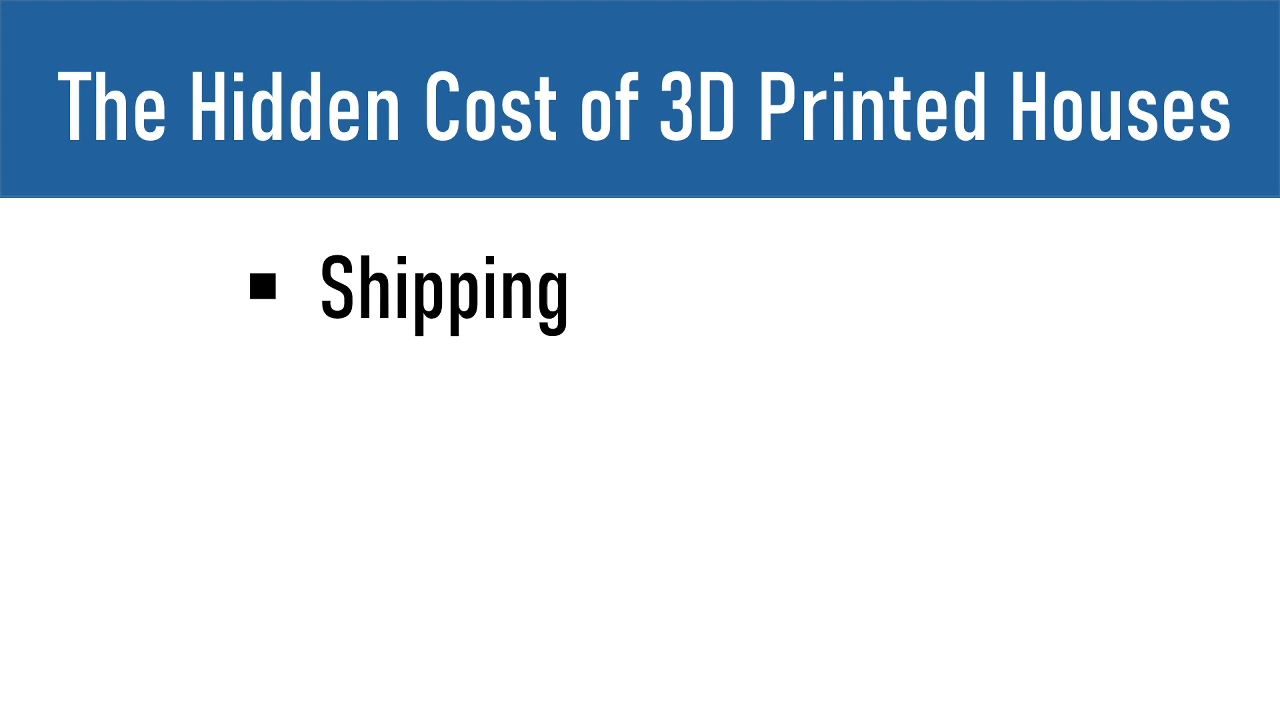 The Hidden Cost of 3D Printed Houses
▪ Shipping